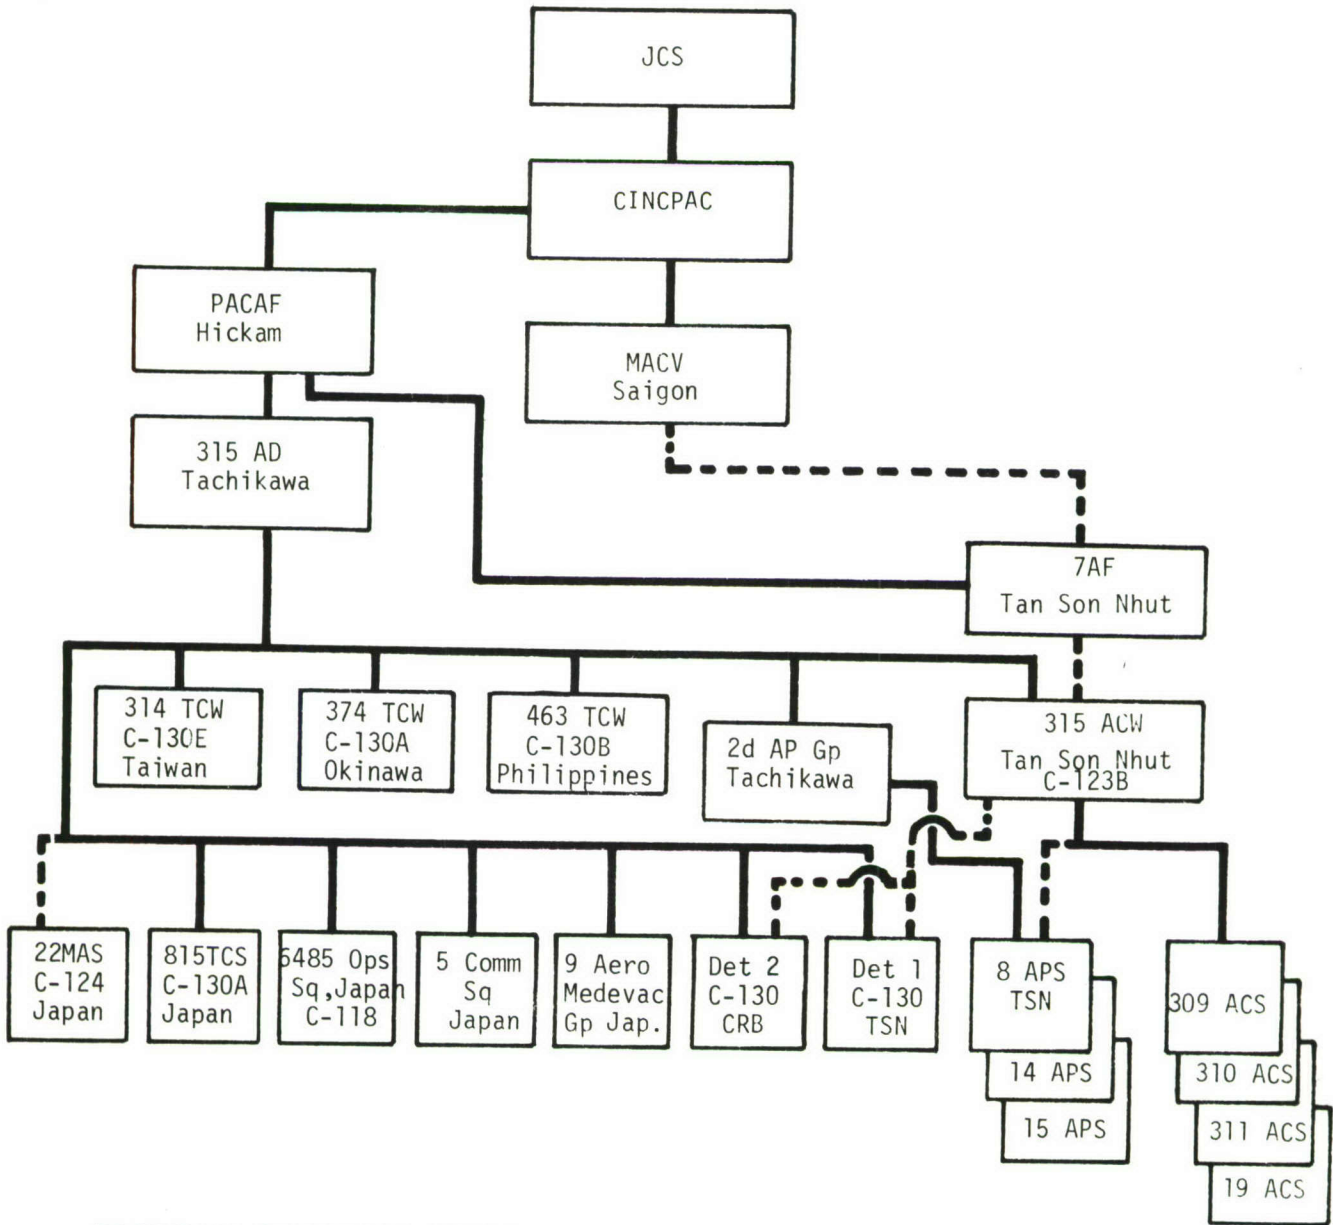 JCS
CINCPAC
PACAF
Hickam
MACV
Saigon
315 AD
Tachikawa
7AF
Tan Son Nhut
314 TCW
C-130E
Taiwan
374 TCW
C-130A
Okinawa
463 TCW
C-130B
Philippines
2d AP Gp
Tachikawa
315 ACW
Tan Son Nhut
C-123B
22MAS
C-124
Japan
815TCS
C-130A
Japan
6485 Ops
Sq,Japan
C-118
5 Comm
Sq
Japan
9 Aero
Medevac
Gp Jap.
Det 2
C-130
CRB
Det 1
C-130
TSN
8 APS
TSN
14 APS
15 APS
309 ACS
310 ACS
311 ACS
19 ACS